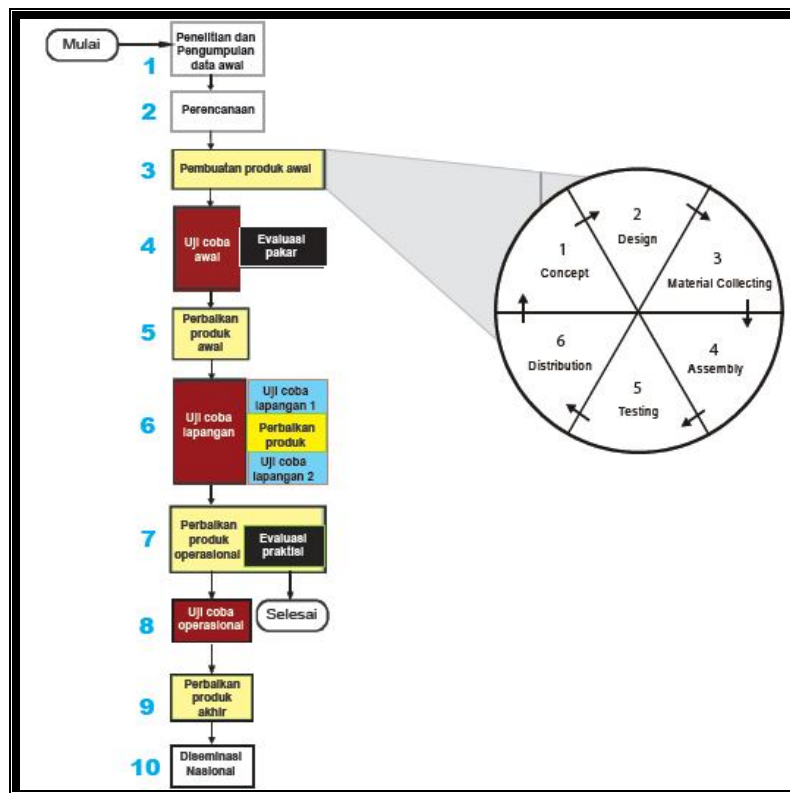 Mulai
Penelitian dan
Pengumpulan
data awal
1
2
Perencanaan
3
Pembuatan produk awal
4
Uji coba
awal
Evaluasi
pakar
5
Perbaikan
produk
awal
6
Uji coba
lapangan
Uji coba
lapangan 1
Perbaikan
produk
Uji coba
lapangan 2
7
Perbaikan
produk
operasional
Evaluasi
praktisi
8
Uji coba
operasional
Selesai
9
Perbaikan
produk
akhir
10
Diseminasi
Nasional
1
Concept
2
Design
3
Material Collecting
4
Assembly
5
Testing
6
Distribution